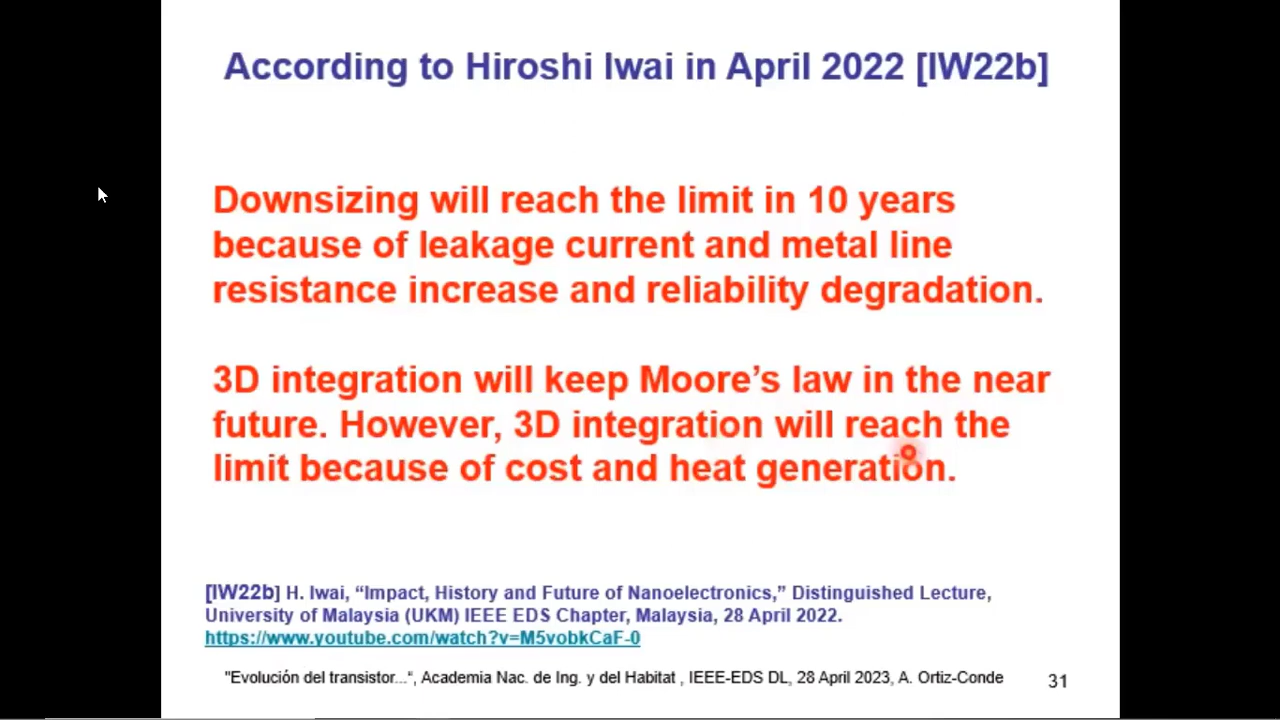 According to Hiroshi Iwai in April 2022 [IW22b]
Downsizing will reach the limit in 10 years
because of leakage current and metal line
resistance increase and reliability degradation.
3D integration will keep Moore’s law in the near
future. However, 3D integration will reach the
limit because of cost and heat generation.
[IW22b] H. Iwai, “Impact, History and Future of Nanoelectronics,” Distinguished Lecture,
University of Malaysia (UKM) IEEE EDS Chapter, Malaysia, 28 April 2022.
https://www.youtube.com/watch?v=M5vobkCaF-0
"Evolución del transistor...“, Academia Nac. de Ing. y del Habitat , IEEE-EDS DL, 28 April 2023, A. Ortiz-Conde
31